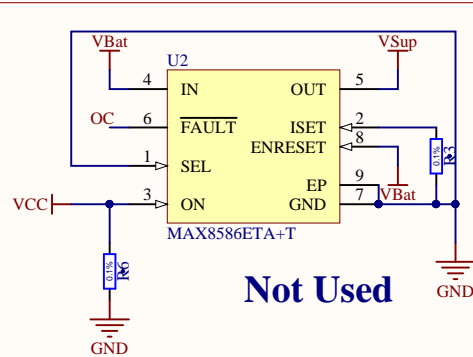 VBat
VSup
U2
4 IN
OUT 5
OC
6 FAULT
ISET 2
ENRESET 8
1 SEL
0.1%
R3
EP 9
VCC
3 ON
GND 7
VBat
MAX8586ETA+T
0.1%
R6
Not Used
GND
GND